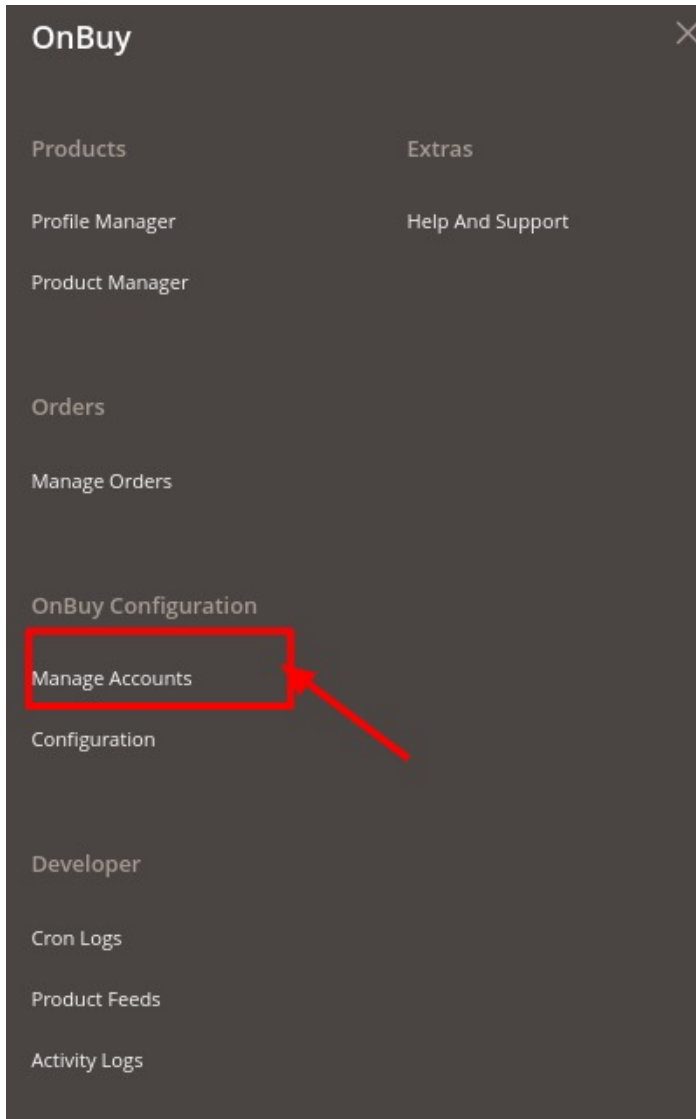 OnBuy
Products
Profile Manager
Product Manager
Extras
Help And Support
Orders
Manage Orders
OnBuy Configuration
Manage Accounts
Configuration
Developer
Cron Logs
Product Feeds
Activity Logs